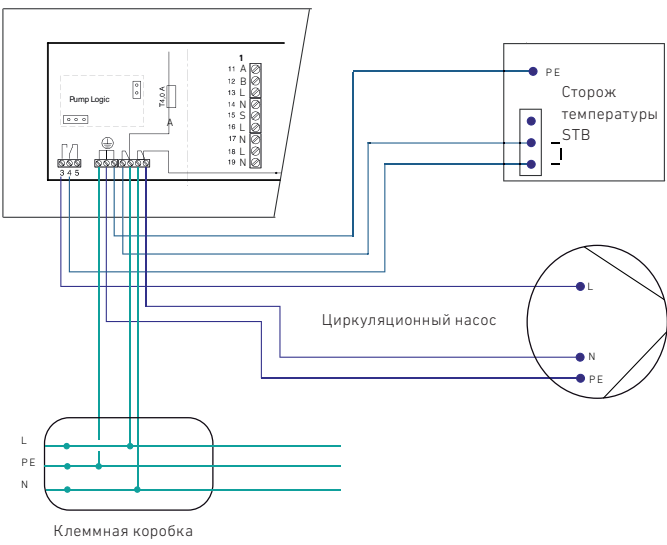 1
11 A
12 B
13 L
14 N
15 S
16 L
17 N
18 L
19 N
Pump Logic
T4,0 A
A
3 4 5
PE
Сторож
температуры
STB
L
Циркуляционный насос
N
PE
L
PE
N
Клеммная коробка